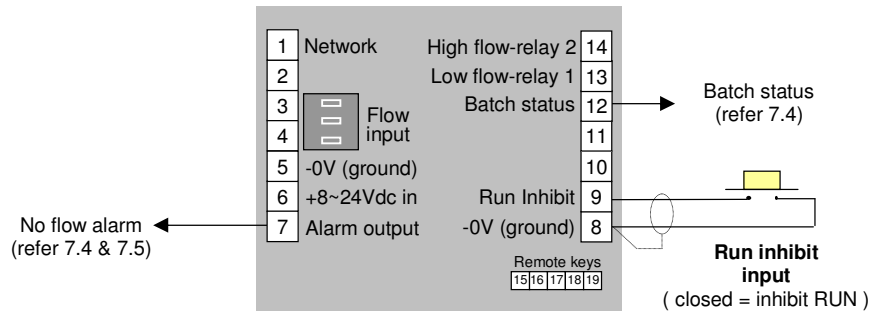 1 Network
2
3
4
Flow
input
5 -0V (ground)
6 +8~24Vdc in
7 Alarm output
No flow alarm
(refer 7.4 & 7.5)
High flow-relay 2 14
Low flow-relay 1 13
Batch status 12
11
10
Run Inhibit 9
-0V (ground) 8
Remote keys
15 16 17 18 19
Batch status
(refer 7.4)
Run inhibit
input
( closed = inhibit RUN )